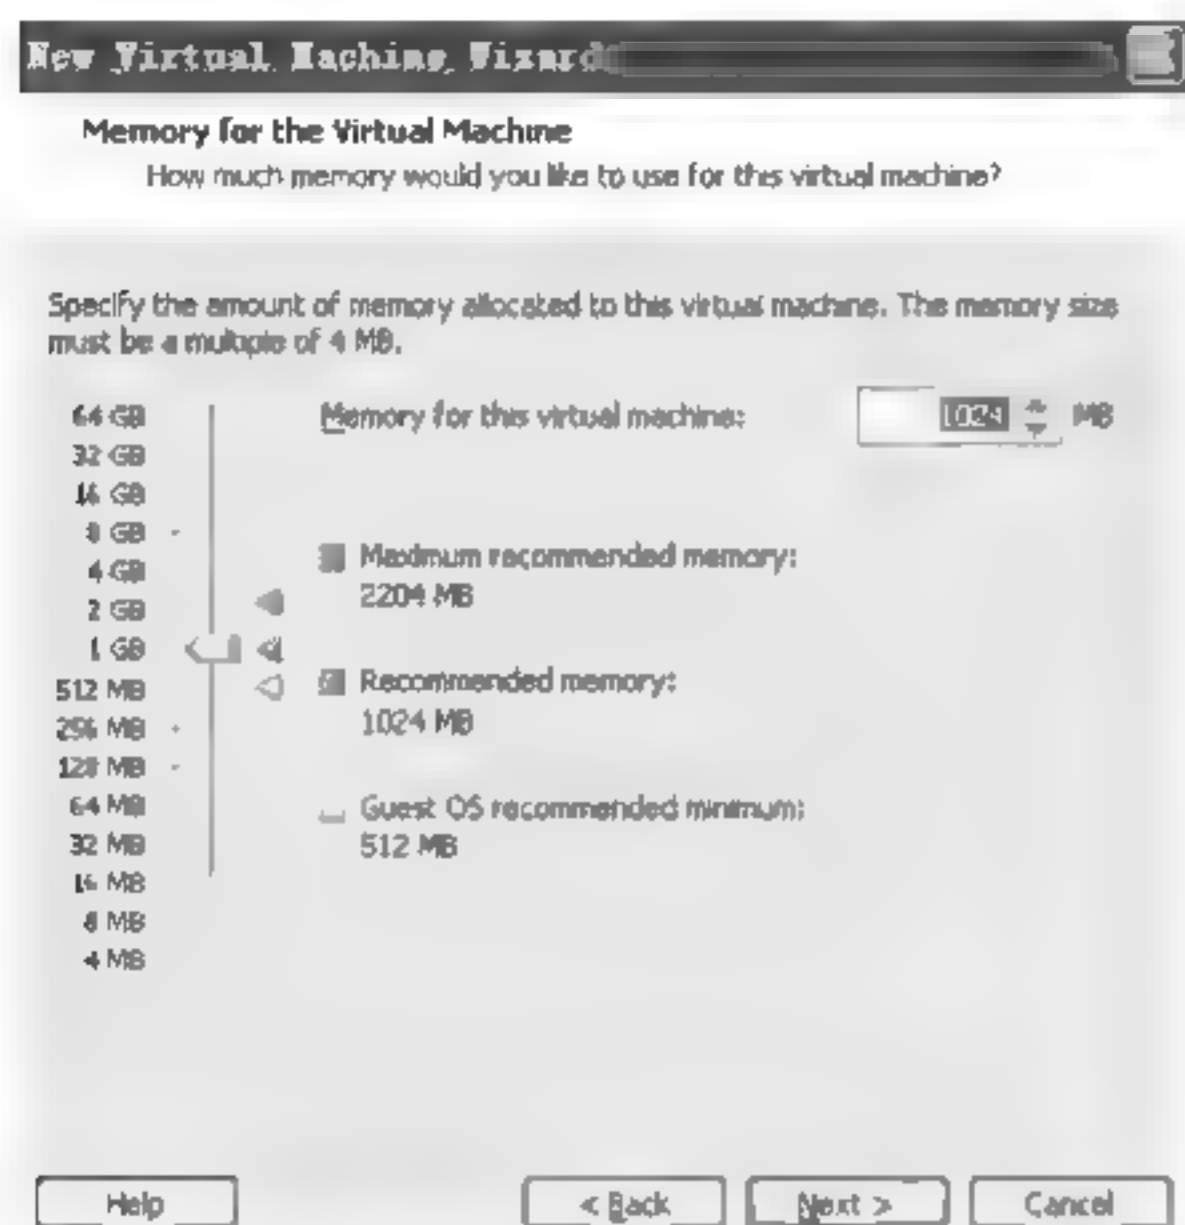 New Virtual Machine Wizard
Memory for the Virtual Machine
How much memory would you like to use for this virtual machine?
Specify the amount of memory allocated to this virtual machine. The memory size
must be a multiple of 4 MB.
64 GB
32 GB
16 GB
8 GB
4 GB
2 GB
1 GB
512 MB
256 MB
128 MB
64 MB
32 MB
16 MB
8 MB
4 MB
Memory for this virtual machine: 1024 MB
Maximum recommended memory:
2204 MB
Recommended memory:
1024 MB
Guest OS recommended minimum:
512 MB
Help
< Back
Next >
Cancel